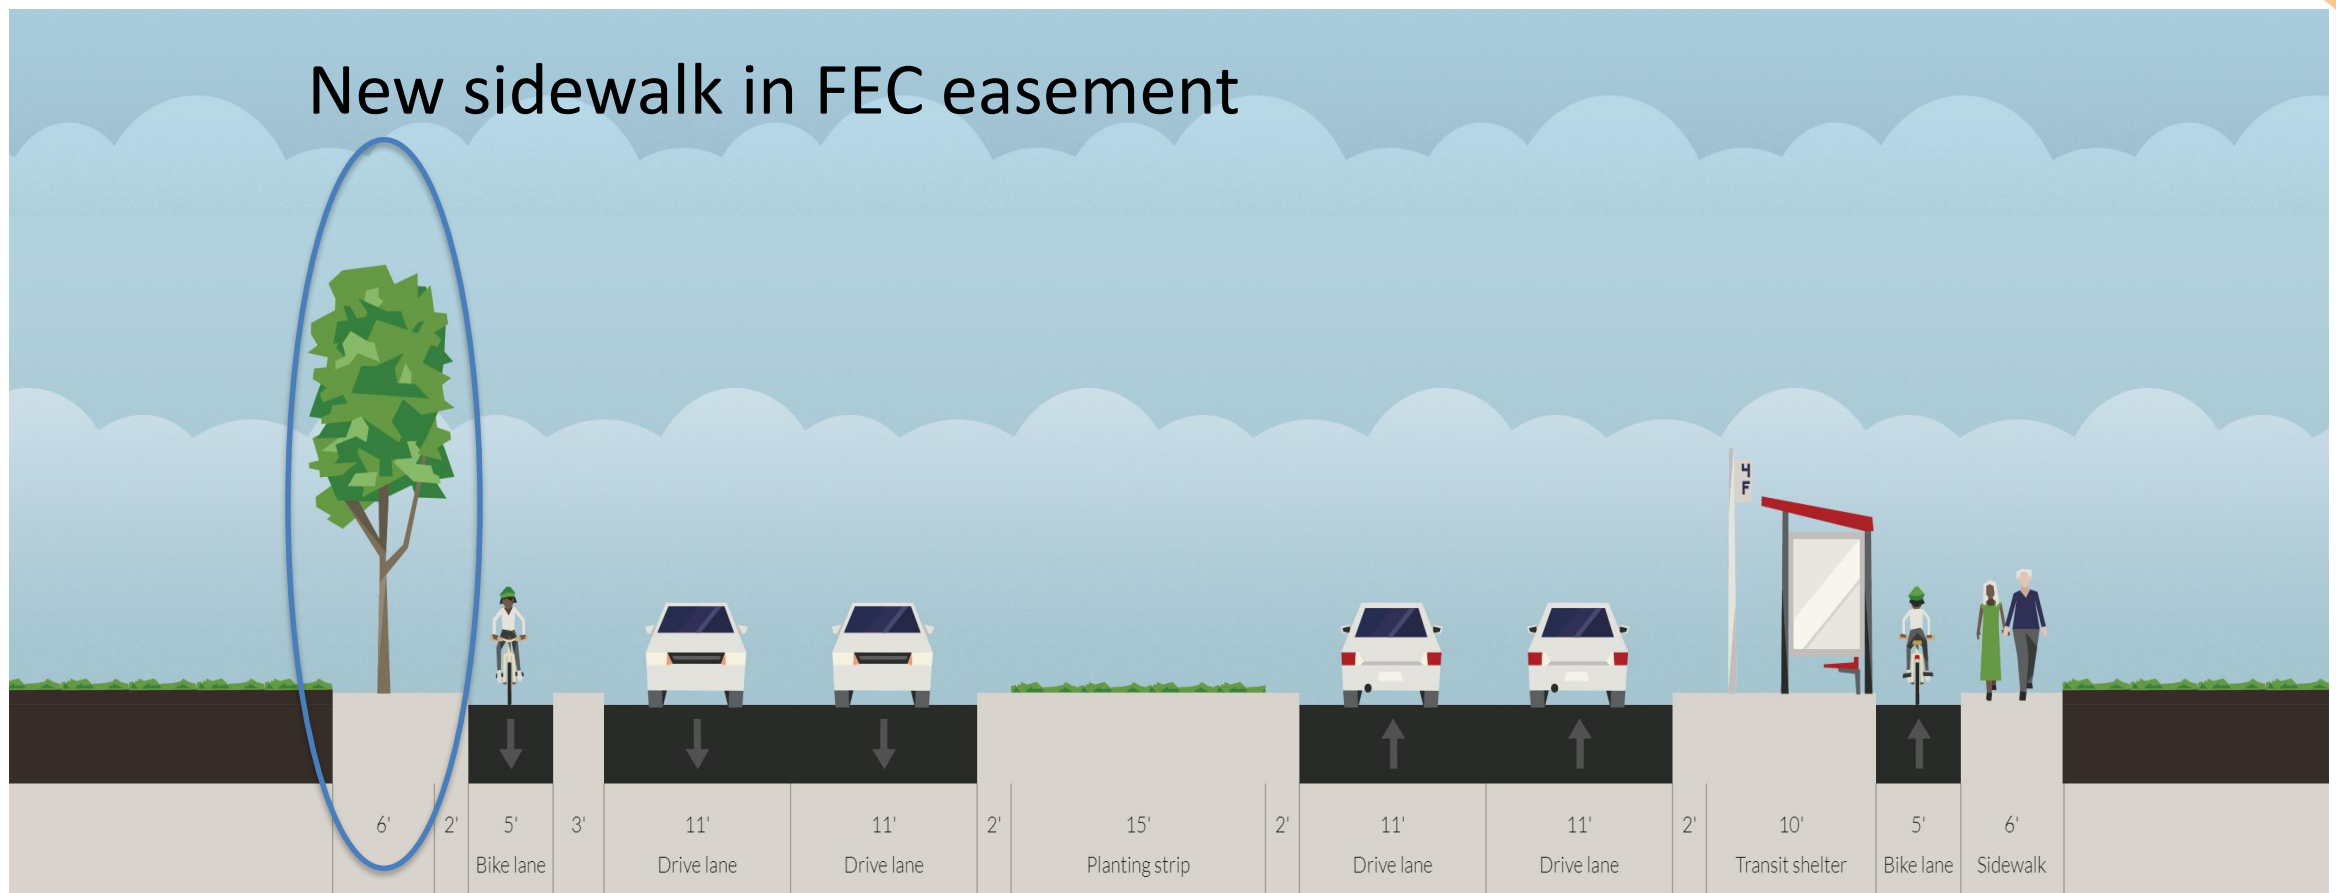 New sidewalk in FEC easement
4
F
6' 2' 5' 3' 11' 11' 2' 15' 2' 11' 11' 2' 10' 5' 6'
Bike lane Drive lane Drive lane Planting strip Drive lane Drive lane Transit shelter Bike lane Sidewalk